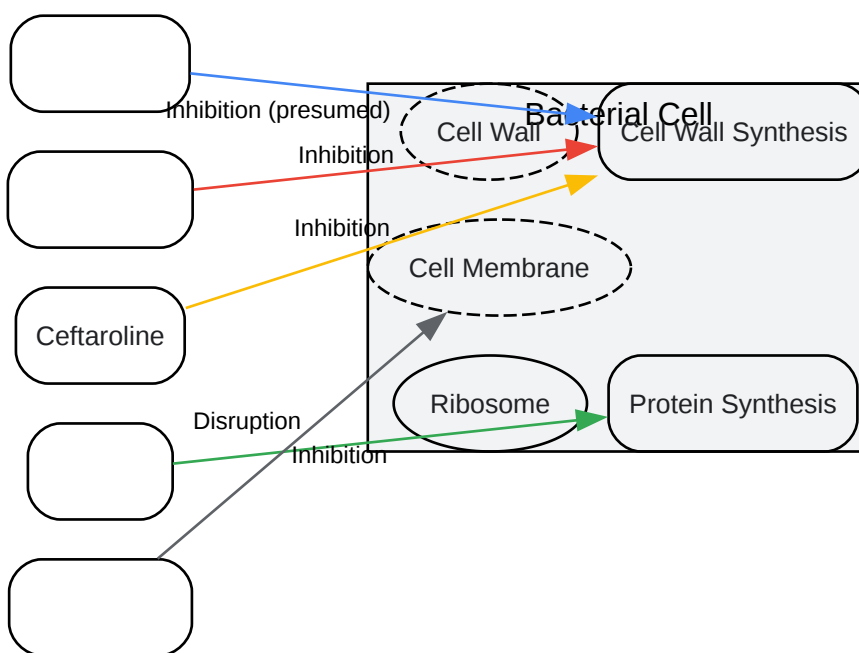 Bacterial Cell
Inhibition (presumed)
Cell Wall
Cell Wall Synthesis
Inhibition
Inhibition
Cell Membrane
Ceftaroline
Disruption
Ribosome
Protein Synthesis
Inhibition